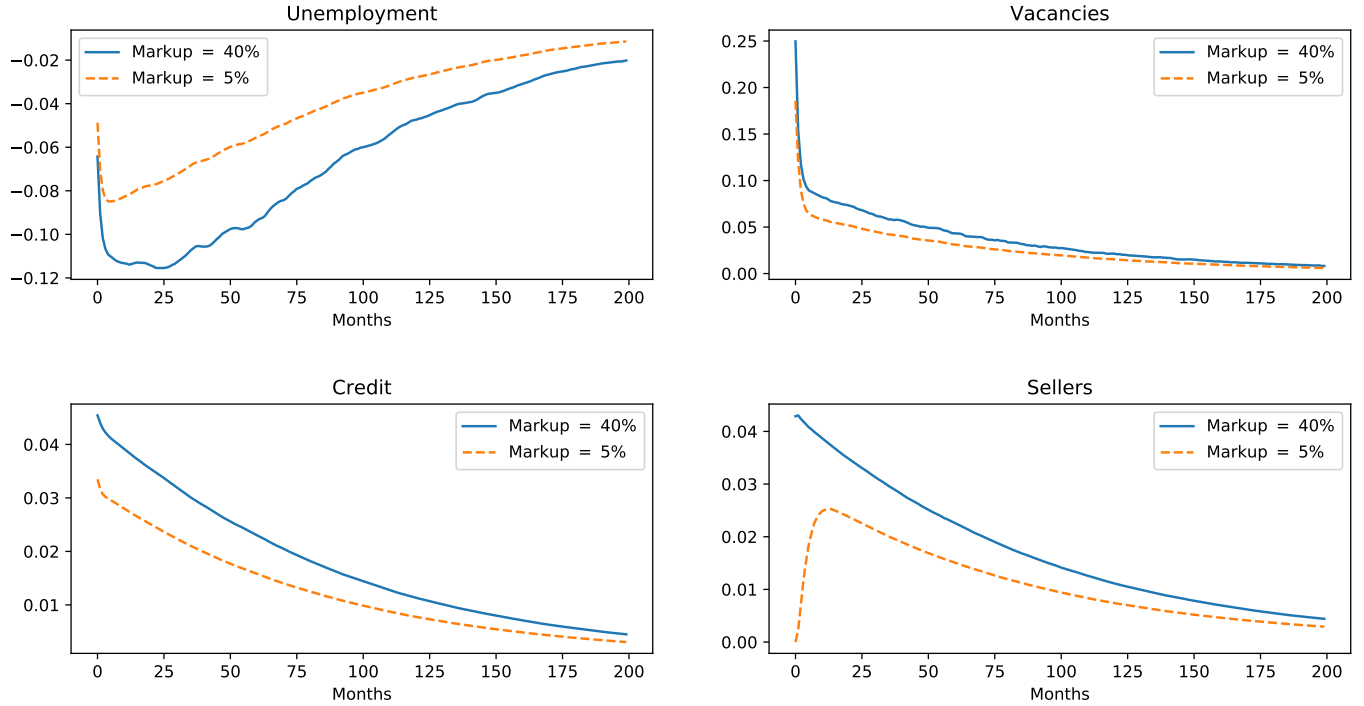 Unemployment
Markup = 40%
Markup = 5%
−0.02
−0.04
−0.06
−0.08
−0.10
−0.12
0 25 50 75 100 125 150 175 200
Months
Vacancies
Markup = 40%
Markup = 5%
0.25
0.20
0.15
0.10
0.05
0.00
0 25 50 75 100 125 150 175 200
Months
Credit
Markup = 40%
Markup = 5%
0.04
0.03
0.02
0.01
0 25 50 75 100 125 150 175 200
Months
Sellers
Markup = 40%
Markup = 5%
0.04
0.03
0.02
0.01
0.00
0 25 50 75 100 125 150 175 200
Months